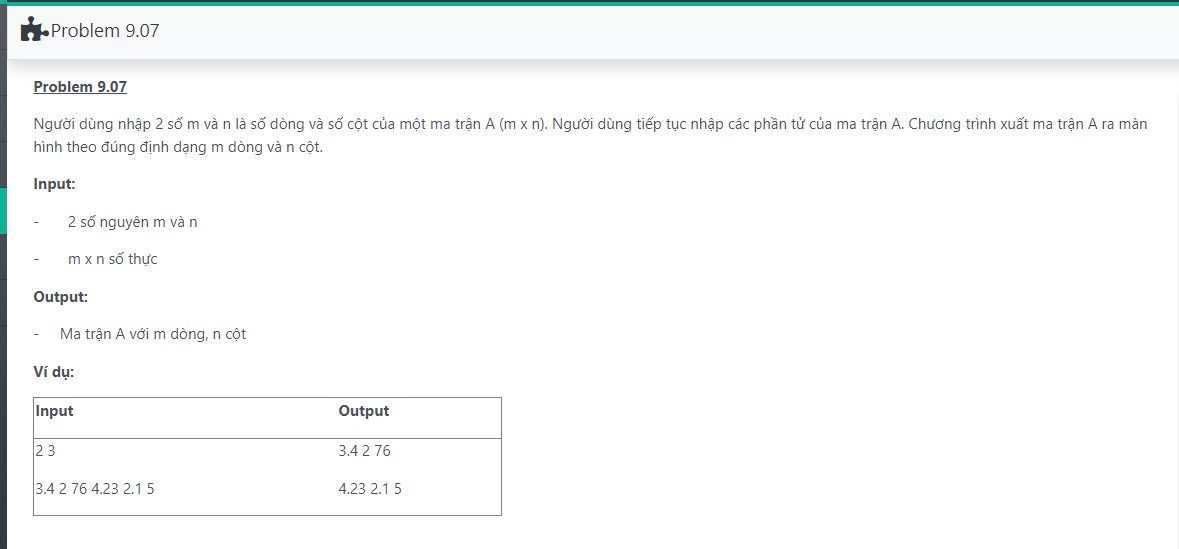 Problem 9.07
Problem 9.07
Người dùng nhập 2 số m và n là số dòng và số cột của một ma trận A (m x n). Người dùng tiếp tục nhập các phần tử của ma trận A. Chương trình xuất ma trận A ra màn
hình theo đúng định dạng m dòng và n cột.
Input:
- 2 số nguyên m và n
- m x n số thực
Output:
- Ma trận A với m dòng, n cột
Ví dụ:
Input Output
2 3 3.4 2 76
3.4 2 76 4.23 2.1 5 4.23 2.1 5